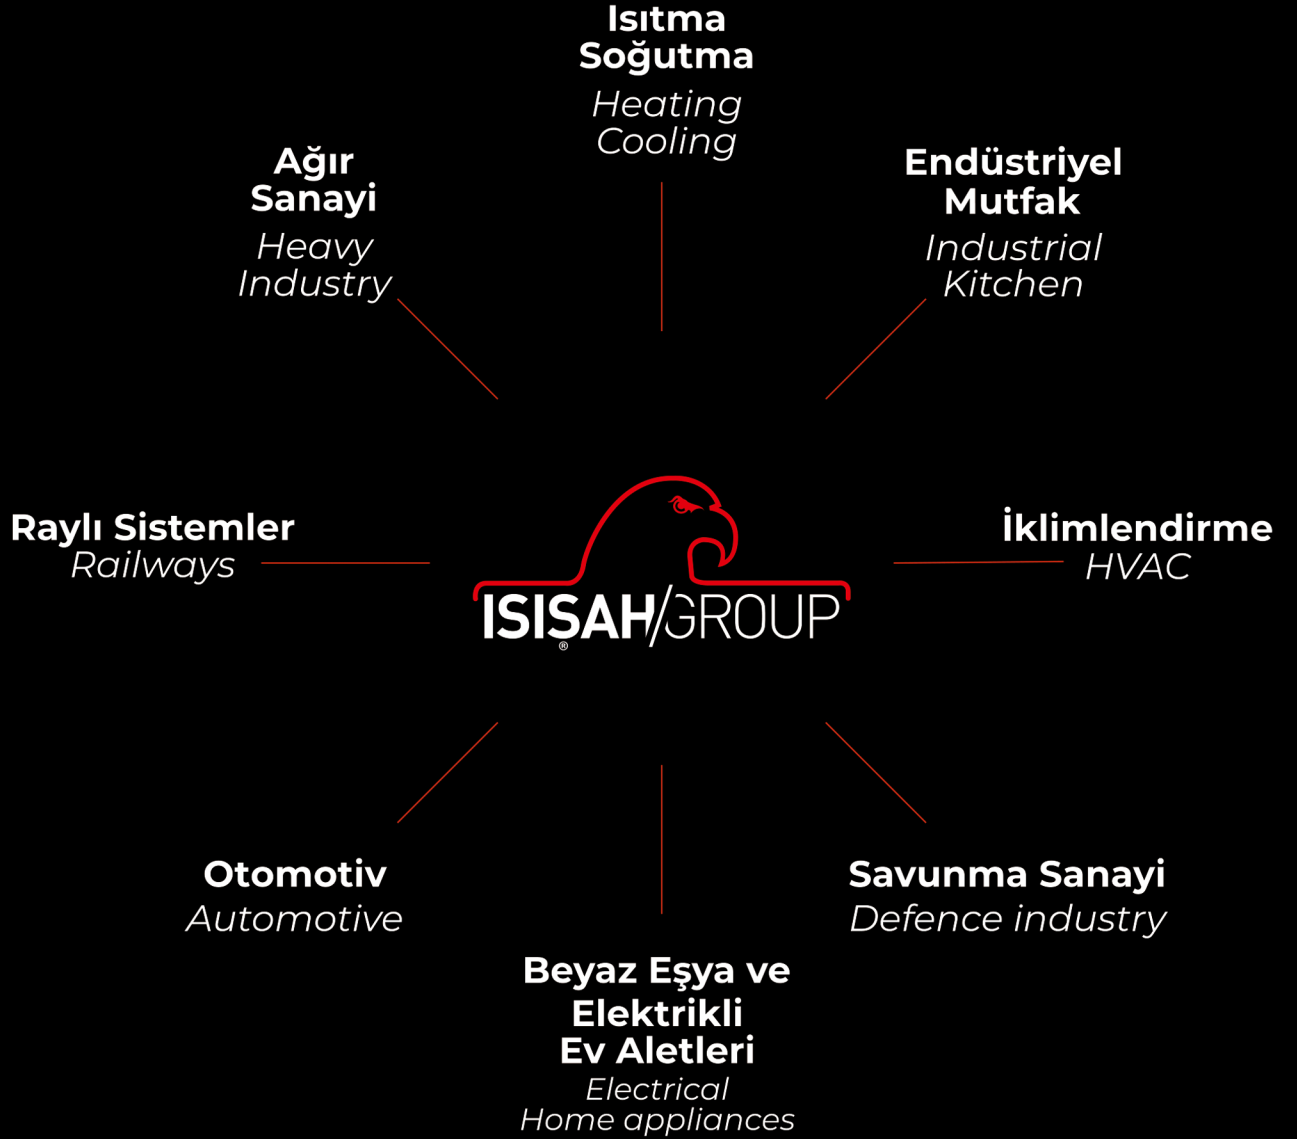 Isıtma
Soğutma
Heating
Cooling
Ağır
Sanayi
Heavy
Industry
Endüstriyel
Mutfak
Industrial
Kitchen
Raylı Sistemler
Railways
İklimlendirme
HVAC
ISIŞAH/GROUP
®
Otomotiv
Automotive
Savunma Sanayi
Defence industry
Beyaz Eşya ve
Elektrikli
Ev Aletleri
Electrical
Home appliances